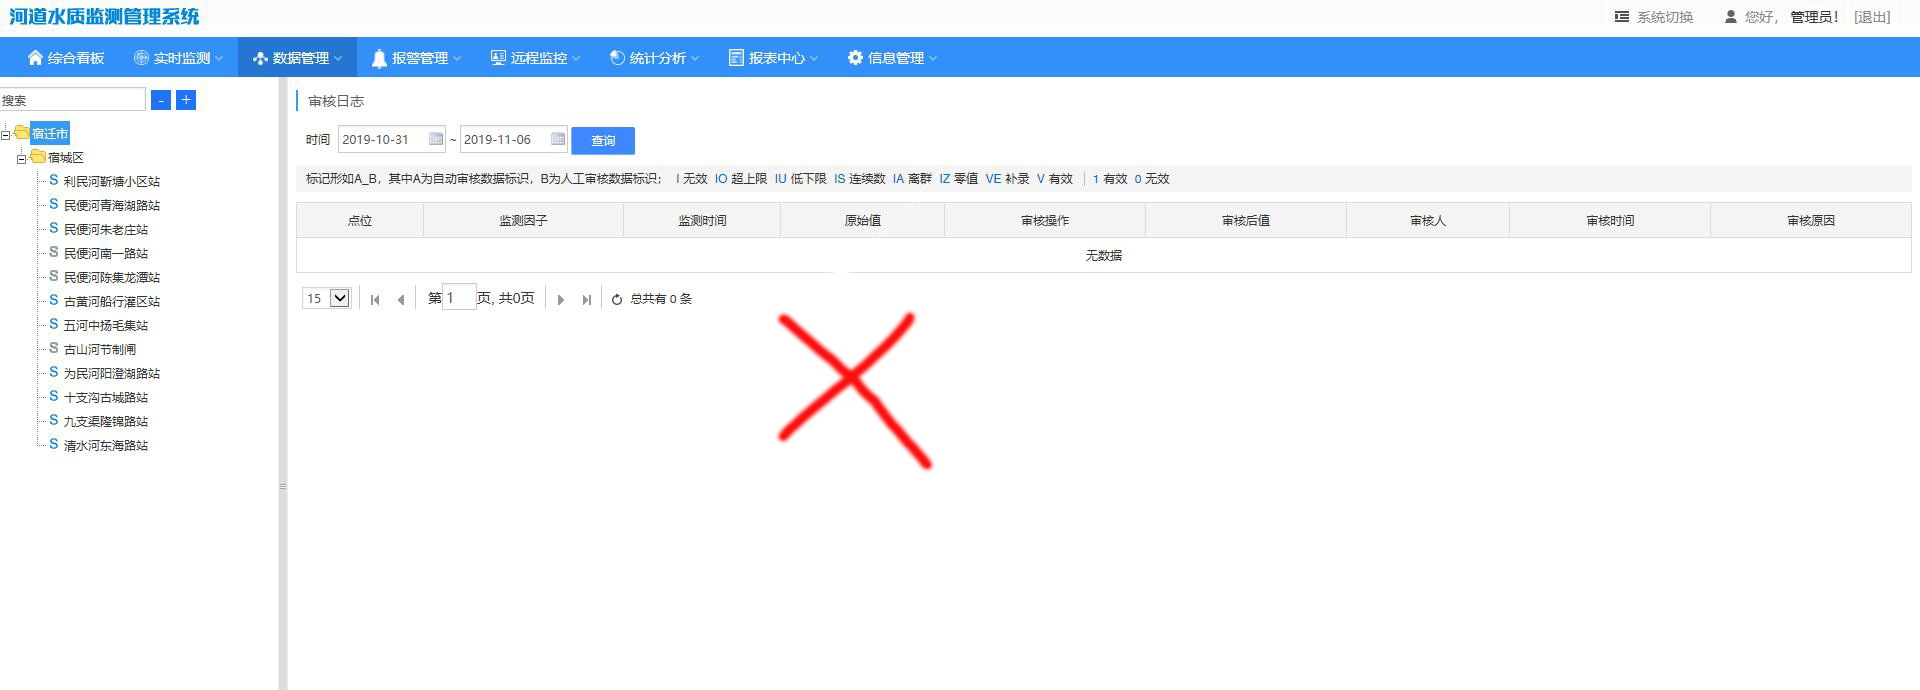 河道水质监测管理系统
系统切换 您好, 管理员! [退出]
综合看板 实时监测 数据管理 报警管理 远程监控 统计分析 报表中心 信息管理
搜索 - +
宿迁市
宿城区
S 利民河靳塘小区站
S 民便河青海湖路站
S 民便河朱老庄站
S 民便河南一路站
S 民便河陈集龙潭站
S 古黄河船行灌区站
S 五河中扬毛集站
S 古山河节制闸
S 为民河阳澄湖路站
S 十支沟古城路站
S 九支渠隆锦路站
S 清水河东海路站
审核日志
时间 2019-10-31 ~ 2019-11-06 查询
标记形如A_B，其中A为自动审核数据标识，B为人工审核数据标识； I 无效 IO 超上限 IU 低下限 IS 连续数 IA 离群 IZ 零值 VE 补录 V 有效 | 1 有效 0 无效
点位 监测因子 监测时间 原始值 审核操作 审核后值 审核人 审核时间 审核原因
无数据
15 第 1 页, 共0页 总共有 0 条